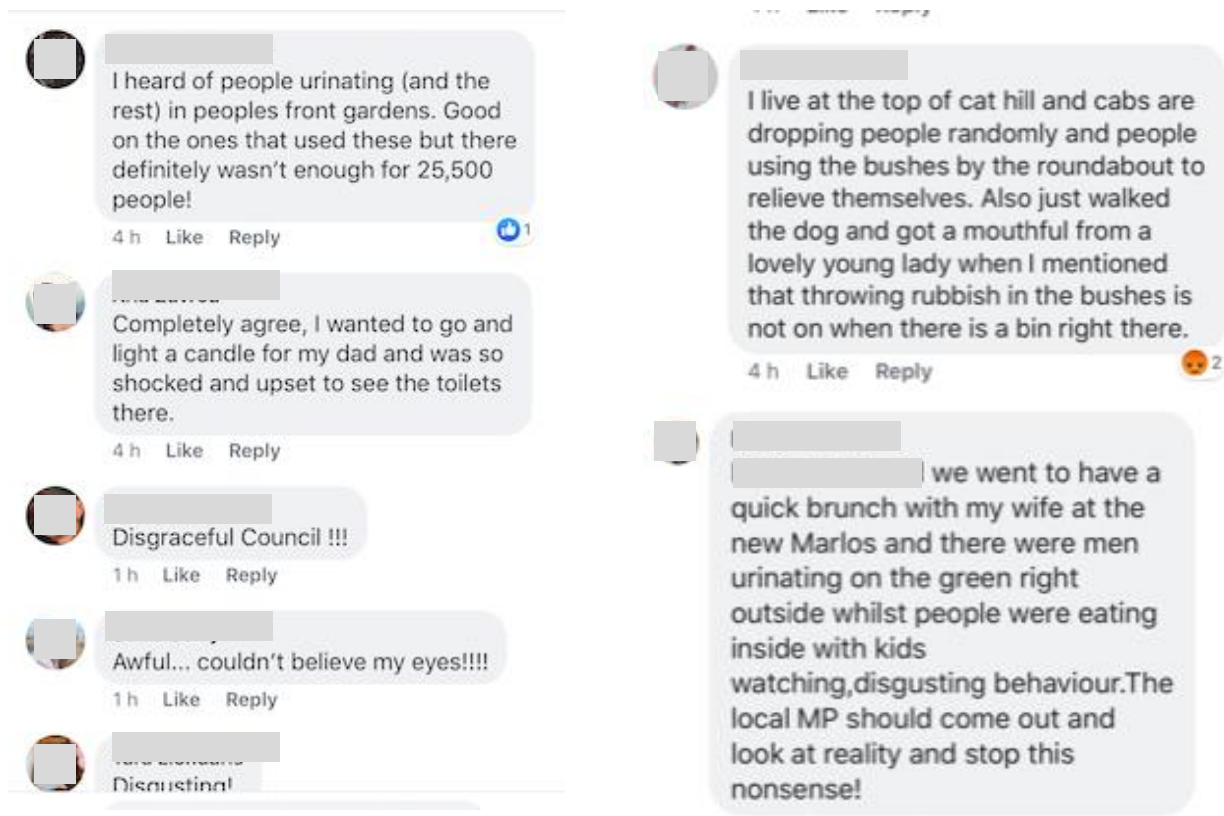 I heard of people urinating (and the
rest) in peoples front gardens. Good
on the ones that used these but there
definitely wasn't enough for 25,500
people!
4 h Like Reply
1
Completely agree, I wanted to go and
light a candle for my dad and was so
shocked and upset to see the toilets
there.
4 h Like Reply
Disgraceful Council !!!
1 h Like Reply
Awful... couldn't believe my eyes!!!!
1 h Like Reply
Disgusting!
I live at the top of cat hill and cabs are
dropping people randomly and people
using the bushes by the roundabout to
relieve themselves. Also just walked
the dog and got a mouthful from a
lovely young lady when I mentioned
that throwing rubbish in the bushes is
not on when there is a bin right there.
4 h Like Reply
2
we went to have a
quick brunch with my wife at the
new Marlos and there were men
urinating on the green right
outside whilst people were eating
inside with kids
watching,disgusting behaviour.The
local MP should come out and
look at reality and stop this
nonsense!